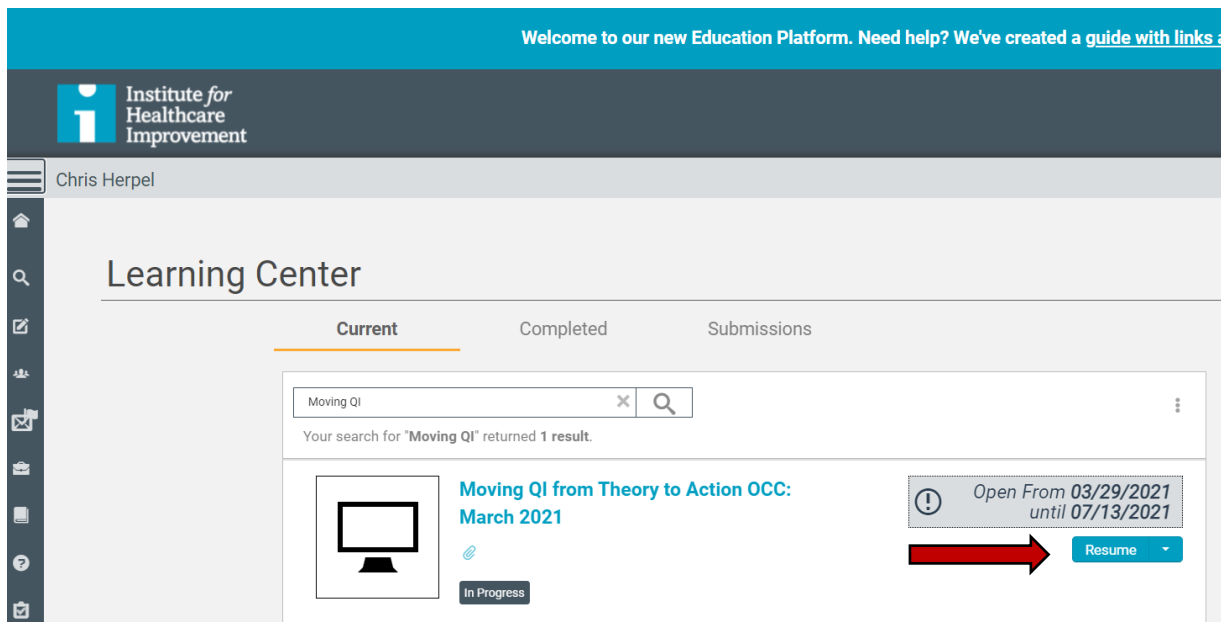 Welcome to our new Education Platform. Need help? We've created a guide with links a
Institute for
Healthcare
Improvement
Chris Herpel
Learning Center
Current Completed Submissions
Moving QI
Your search for "Moving QI" returned 1 result.
Moving QI from Theory to Action OCC:
March 2021
Open From 03/29/2021
until 07/13/2021
Resume
In Progress